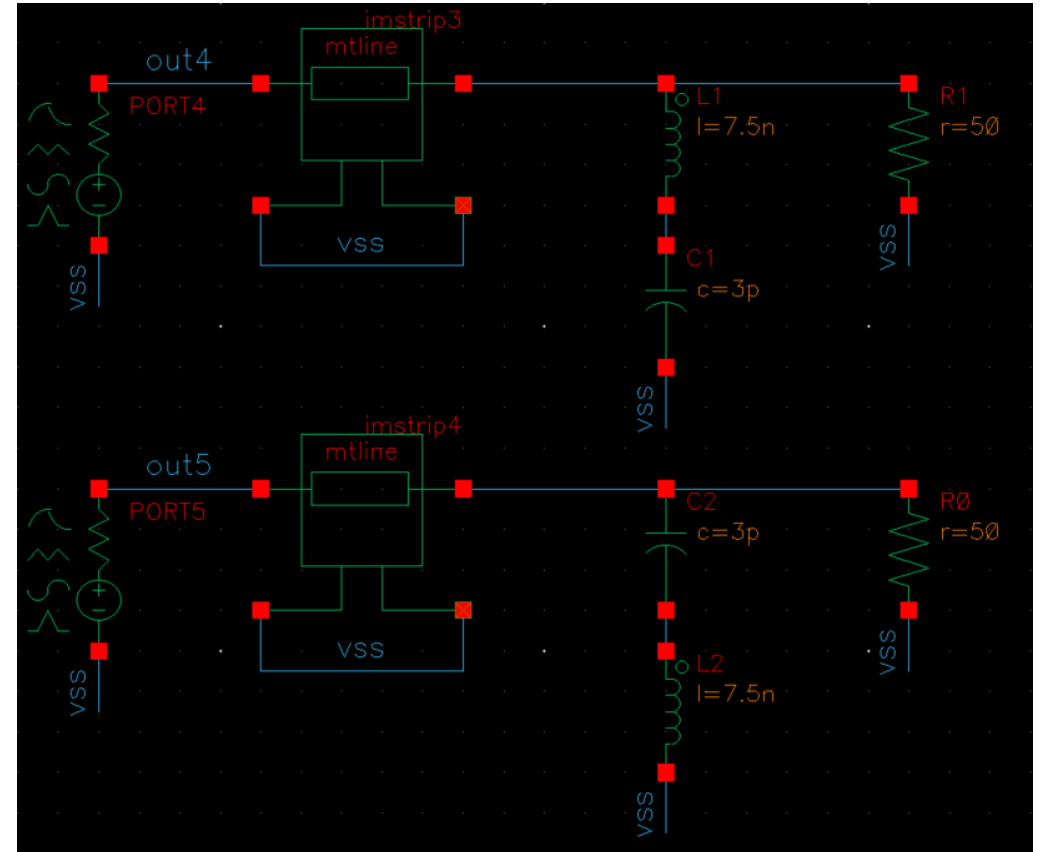 imstrip3
mtline
out4
PORT4
L1
l=7.5n
R1
r=50
vss
vss
vss
C1
c=3p
vss
imstrip4
mtline
out5
PORT5
C2
c=3p
R0
r=50
vss
vss
vss
L2
l=7.5n
vss